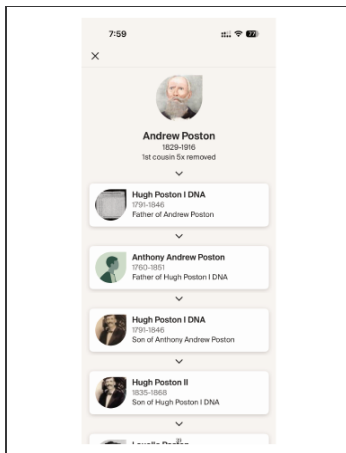 7:59
77
Andrew Poston
1829-1916
1st cousin 5x removed
Hugh Poston I DNA
1791-1846
Father of Andrew Poston
Anthony Andrew Poston
1760-1851
Father of Hugh Poston I DNA
Hugh Poston I DNA
1791-1846
Son of Anthony Andrew Poston
Hugh Poston II
1835-1868
Son of Hugh Poston I DNA